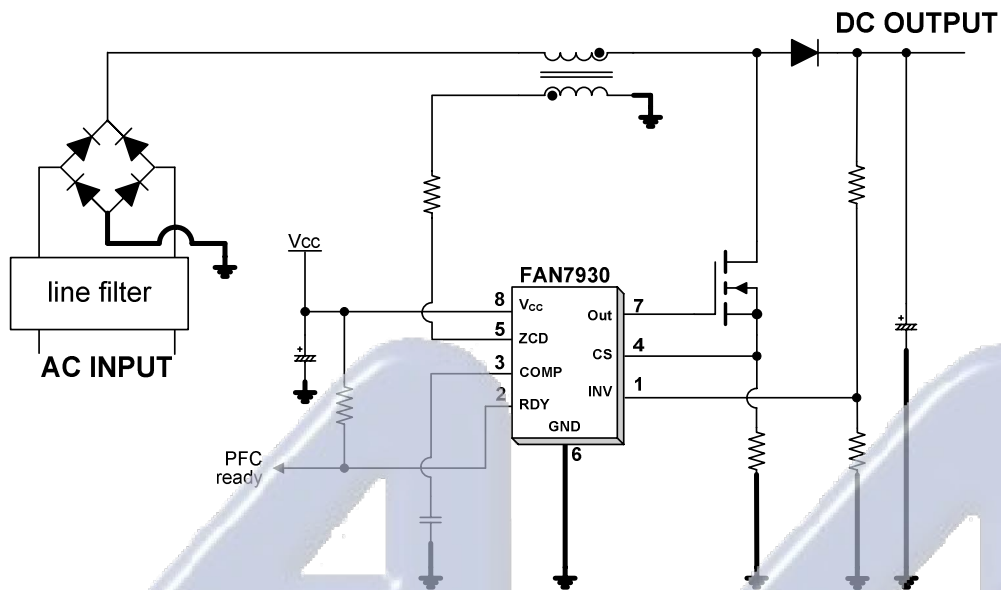 DC OUTPUT
Vcc
FAN7930
line filter
AC INPUT
8
VCC
5
ZCD
3
COMP
2
RDY
Out
7
CS
4
INV
1
GND
6
PFC
ready
+
+